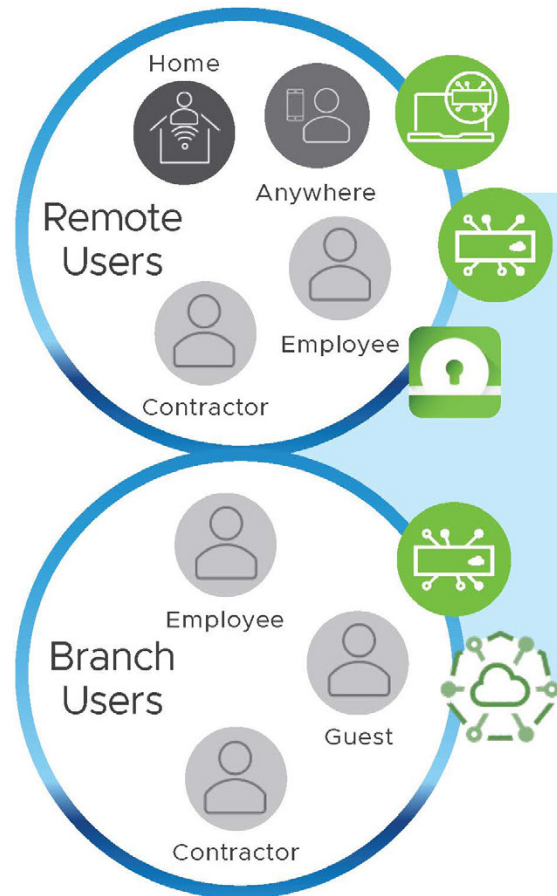 Home
Anywhere
Remote
Users
Employee
Contractor
Employee
Branch
Users
Guest
Contractor